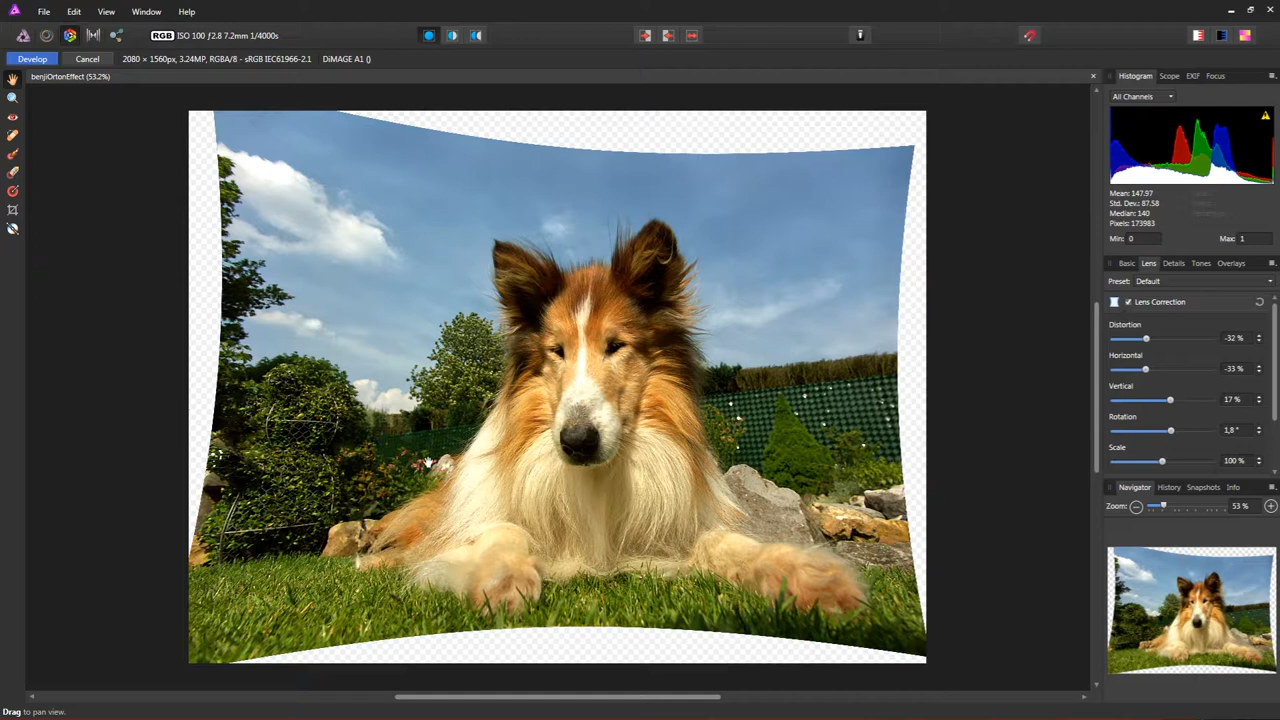 File Edit View Window Help
RGB ISO 100 ƒ/2.8 7.2mm 1/4000s
Develop Cancel 2080 × 1560px, 3.24MP, RGBA/8 - sRGB IEC61966-2.1 DiMAGE A1 ()
benjiOrtonEffect (53.2%)
Histogram Scope EXIF Focus
All Channels
Mean: 147.97
Std. Dev.: 87.58
Median: 140
Pixels: 173983
Min: 0 Max: 1
Basic Lens Details Tones Overlays
Preset: Default
Lens Correction
Distortion
-32 %
Horizontal
-33 %
Vertical
17 %
Rotation
1,8 °
Scale
100 %
Navigator History Snapshots Info
Zoom: 53 %
Drag to pan view.